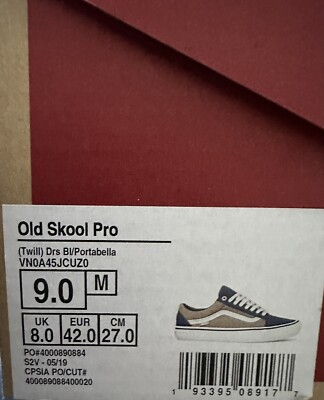 Old Skool Pro
(Twill) Drs Bl/Portabella
VN0A45JCUZ0
9.0 M
UK EUR CM
8.0 42.0 27.0
PO#4000890884
S2V - 05/19
CPSIA PO/CUT#
400089088400020
1 93395 08917 7